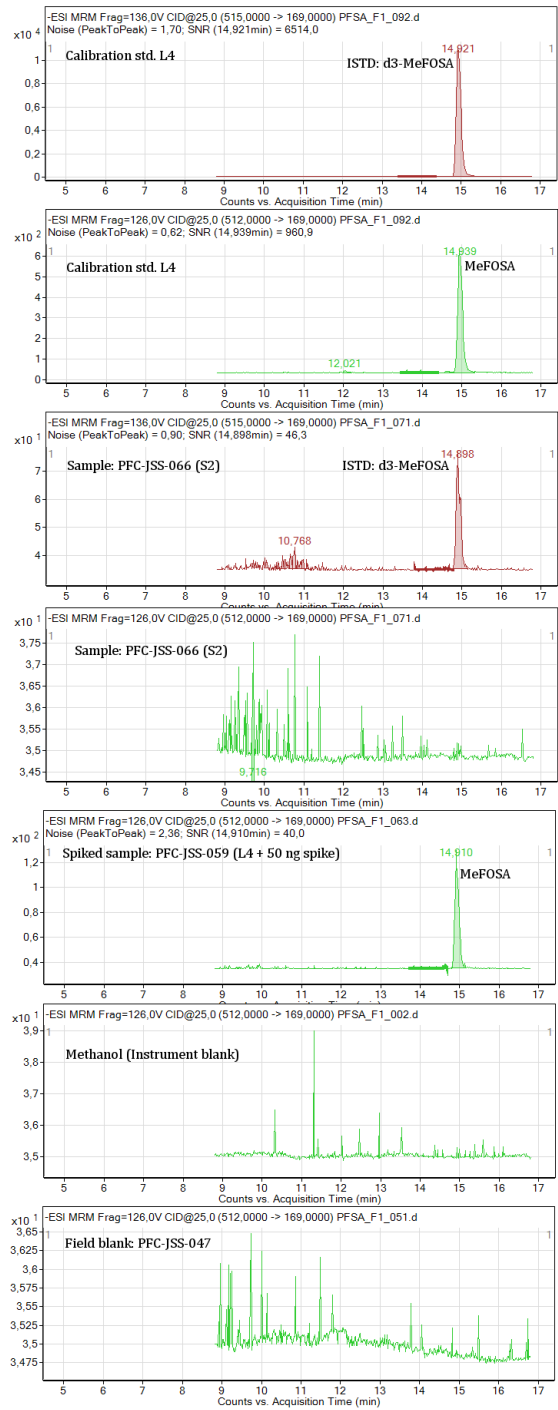 -ESI MRM Frag=136,0V CID@25,0 (515,0000 -> 169,0000) PFSA_F1_092.d
x10 4 Noise (PeakToPeak) = 1,70; SNR (14,921min) = 6514,0
1 Calibration std. L4 14,921 1
ISTD: d3-MeFOSA
1
0,8
0,6
0,4
0,2
0
5 6 7 8 9 10 11 12 13 14 15 16 17
Counts vs. Acquisition Time (min)
-ESI MRM Frag=126,0V CID@25,0 (512,0000 -> 169,0000) PFSA_F1_092.d
x10 2 Noise (PeakToPeak) = 0,62; SNR (14,939min) = 960,9
6 1 14,939 1
Calibration std. L4 MeFOSA
5
4
3
2
1 12,021
0
5 6 7 8 9 10 11 12 13 14 15 16 17
Counts vs. Acquisition Time (min)
-ESI MRM Frag=136,0V CID@25,0 (515,0000 -> 169,0000) PFSA_F1_071.d
x10 1 Noise (PeakToPeak) = 0,90; SNR (14,898min) = 46,3
1 14,898 1
Sample: PFC-JSS-066 (S2) ISTD: d3-MeFOSA
7
6
5
10,768
4
5 6 7 8 9 10 11 12 13 14 15 16 17
Counts vs. Acquisition Time (min)
-ESI MRM Frag=126,0V CID@25,0 (512,0000 -> 169,0000) PFSA_F1_071.d
x10 1
3,75 1 1
Sample: PFC-JSS-066 (S2)
3,7
3,65
3,6
3,55
3,5
3,45 9,716
5 6 7 8 9 10 11 12 13 14 15 16 17
Counts vs. Acquisition Time (min)
-ESI MRM Frag=126,0V CID@25,0 (512,0000 -> 169,0000) PFSA_F1_063.d
x10 2 Noise (PeakToPeak) = 2,36; SNR (14,910min) = 40,0
1 Spiked sample: PFC-JSS-059 (L4 + 50 ng spike) 14,910 1
1,2
MeFOSA
1
0,8
0,6
0,4
5 6 7 8 9 10 11 12 13 14 15 16 17
Counts vs. Acquisition Time (min)
-ESI MRM Frag=126,0V CID@25,0 (512,0000 -> 169,0000) PFSA_F1_002.d
x10 1
3,9 1 1
Methanol (Instrument blank)
3,8
3,7
3,6
3,5
5 6 7 8 9 10 11 12 13 14 15 16 17
Counts vs. Acquisition Time (min)
-ESI MRM Frag=126,0V CID@25,0 (512,0000 -> 169,0000) PFSA_F1_051.d
x10 1
3,65 1 1
Field blank: PFC-JSS-047
3,625
3,6
3,575
3,55
3,525
3,5
3,475
5 6 7 8 9 10 11 12 13 14 15 16 17
Counts vs. Acquisition Time (min)